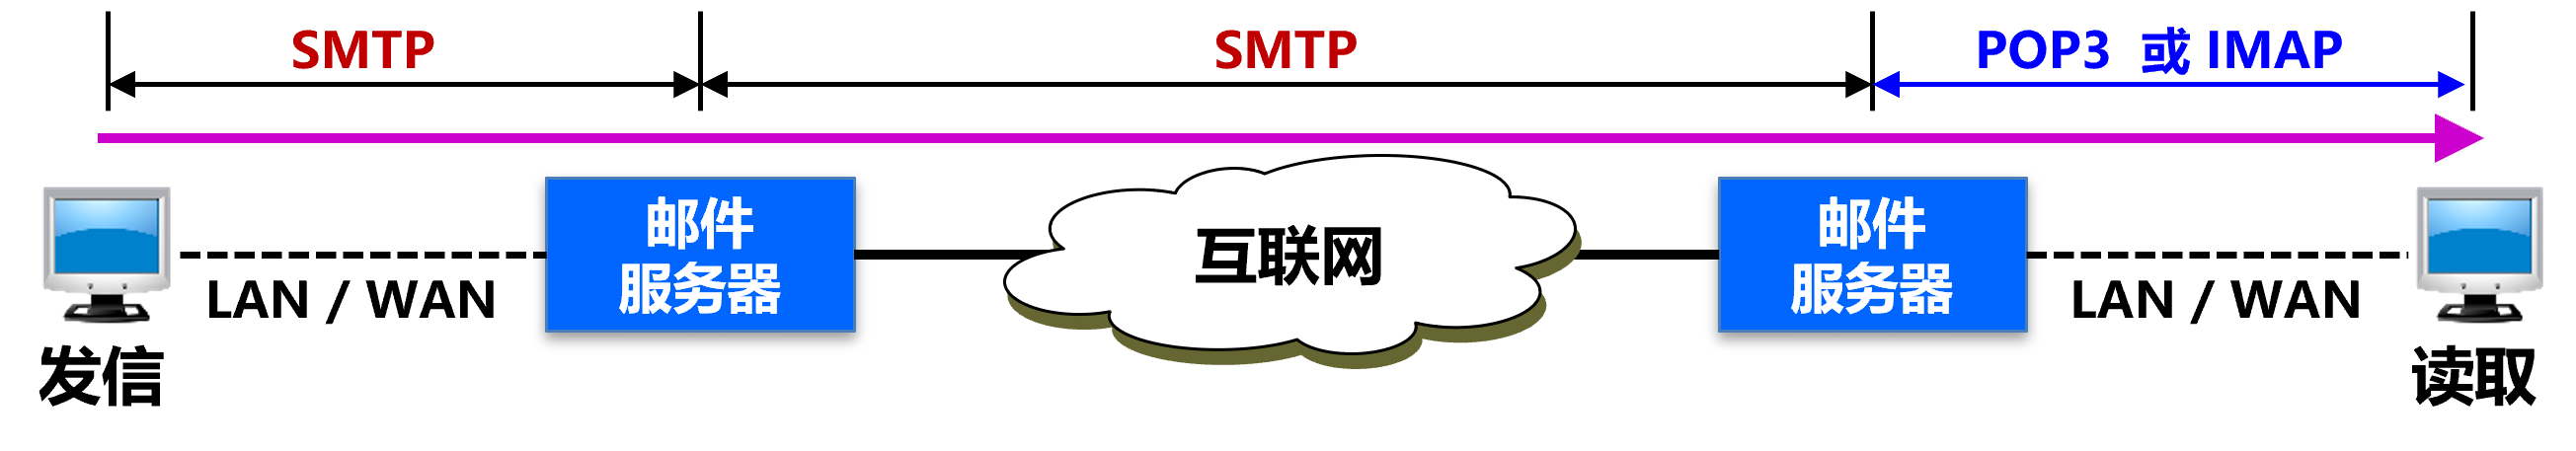 SMTP
SMTP
POP3 或 IMAP
邮件
服务器
互联网
邮件
服务器
LAN / WAN
LAN / WAN
发信
读取